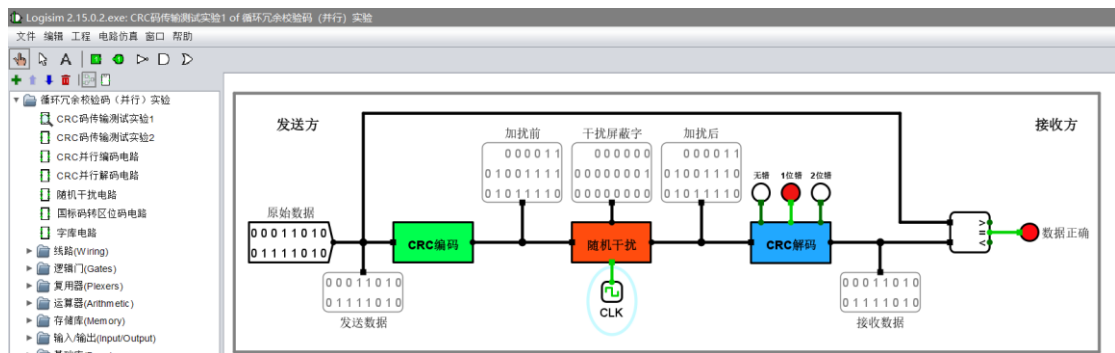 Logisim 2.15.0.2.exe: CRC码传输测试实验1 of 循环冗余校验码（并行）实验
文件 编辑 工程 电路仿真 窗口 帮助
A
循环冗余校验码（并行）实验
CRC码传输测试实验1
CRC码传输测试实验2
CRC并行编码电路
CRC并行解码电路
随机干扰电路
国标码转区位码电路
字库电路
线路(Wiring)
逻辑门(Gates)
复用器(Plexers)
运算器(Arithmetic)
存储库(Memory)
输入/输出(Input/Output)
发送方
接收方
加扰前
干扰屏蔽字
加扰后
000011
01001111
01011110
000000
00000001
00000000
000011
01001110
01011110
无错
1位错
2位错
原始数据
00011010
01111010
CRC编码
随机干扰
CRC解码
>
=
<
数据正确
00011010
01111010
发送数据
CLK
00011010
01111010
接收数据